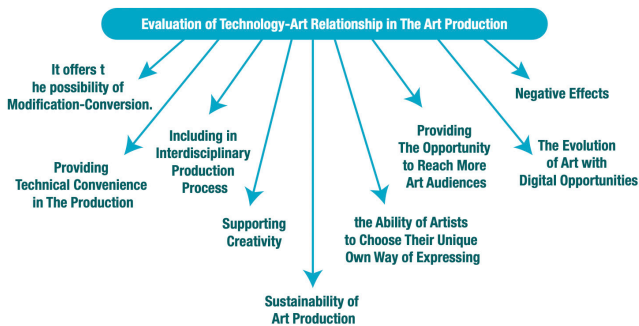 Evaluation of Technology-Art Relationship in The Art Production
It offers t
he possibility of
Modification-Conversion.
Providing
Technical Convenience
in The Production
Including in
Interdisciplinary
Production
Process
Supporting
Creativity
Sustainability of
Art Production
the Ability of Artists
to Choose Their Unique
Own Way of Expressing
Providing
The Opportunity
to Reach More
Art Audiences
The Evolution
of Art with
Digital Opportunities
Negative Effects